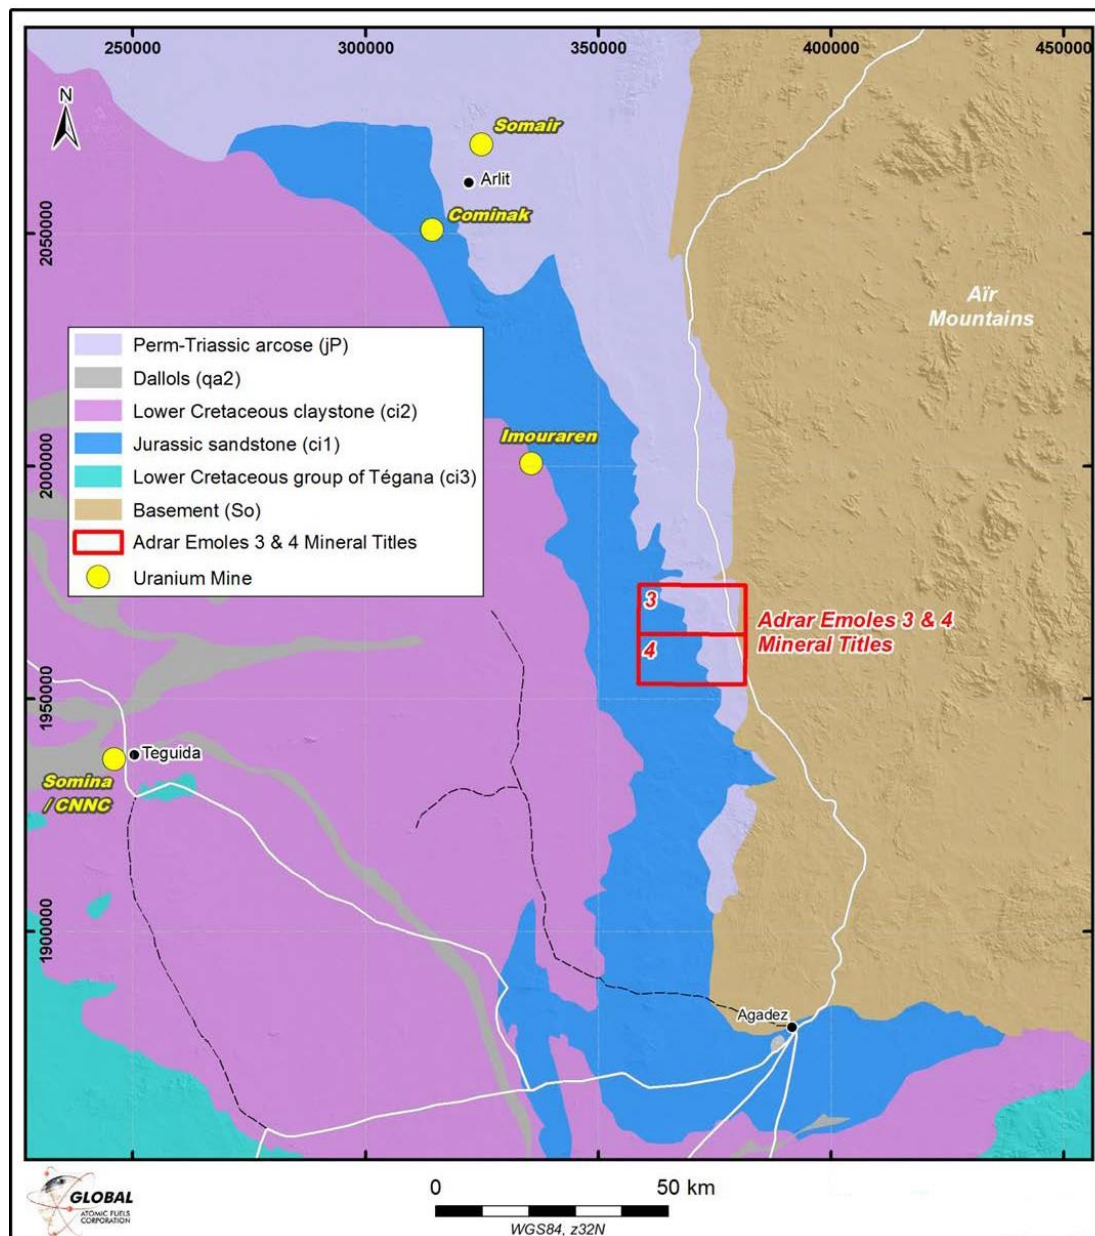 250000
300000
350000
400000
450000
N
Somair
Arlit
Cominak
2050000
Aïr
Mountains
Perm-Triassic arcose (jP)
Dallols (qa2)
Lower Cretaceous claystone (ci2)
Jurassic sandstone (ci1)
Lower Cretaceous group of Tégana (ci3)
Basement (So)
Adrar Emoles 3 & 4 Mineral Titles
Uranium Mine
Imouraren
2000000
3
4
Adrar Emoles 3 & 4
Mineral Titles
1950000
Teguida
Somina
/ CNNC
1900000
Agadez
GLOBAL
ATOMIC FUELS
CORPORATION
0
50 km
WGS84, z32N